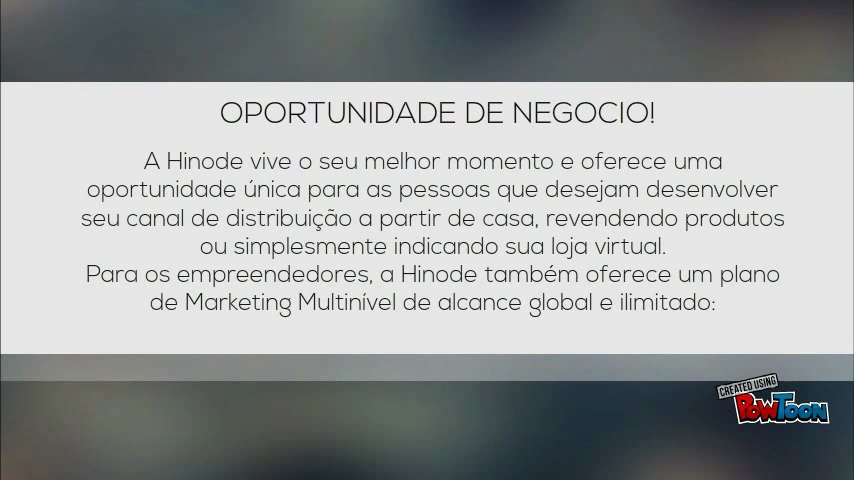 OPORTUNIDADE DE NEGOCIO!
A Hinode vive o seu melhor momento e oferece uma
oportunidade única para as pessoas que desejam desenvolver
seu canal de distribuição a partir de casa, revendendo produtos
ou simplesmente indicando sua loja virtual.
Para os empreendedores, a Hinode também oferece um plano
de Marketing Multinível de alcance global e ilimitado:
CREATED USING
POWTOON